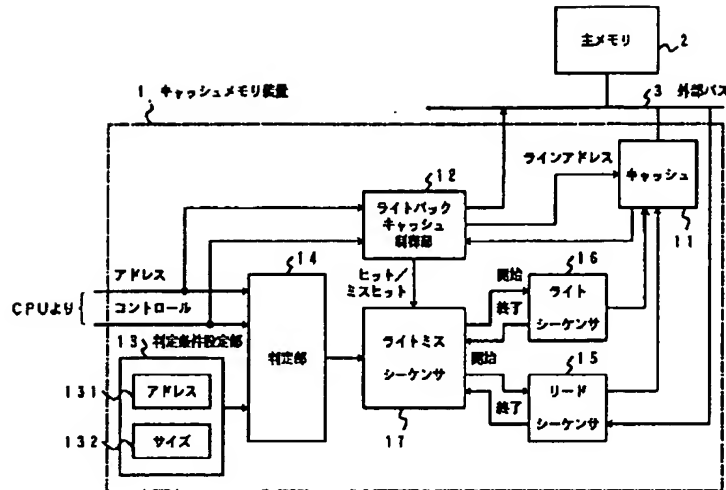 主メモリ
2
1 キャッシュメモリ装置
3 外部バス
ラインアドレス
キャッシュ
11
12
ライトバック
キャッシュ
制御部
アドレス
14
ヒット/
ミスヒット
開始
16
ライト
シーケンサ
終了
CPUより
コントロール
13 判定条件設定部
判定部
ライトミス
シーケンサ
17
開始
15
リード
シーケンサ
終了
131
アドレス
132
サイズ